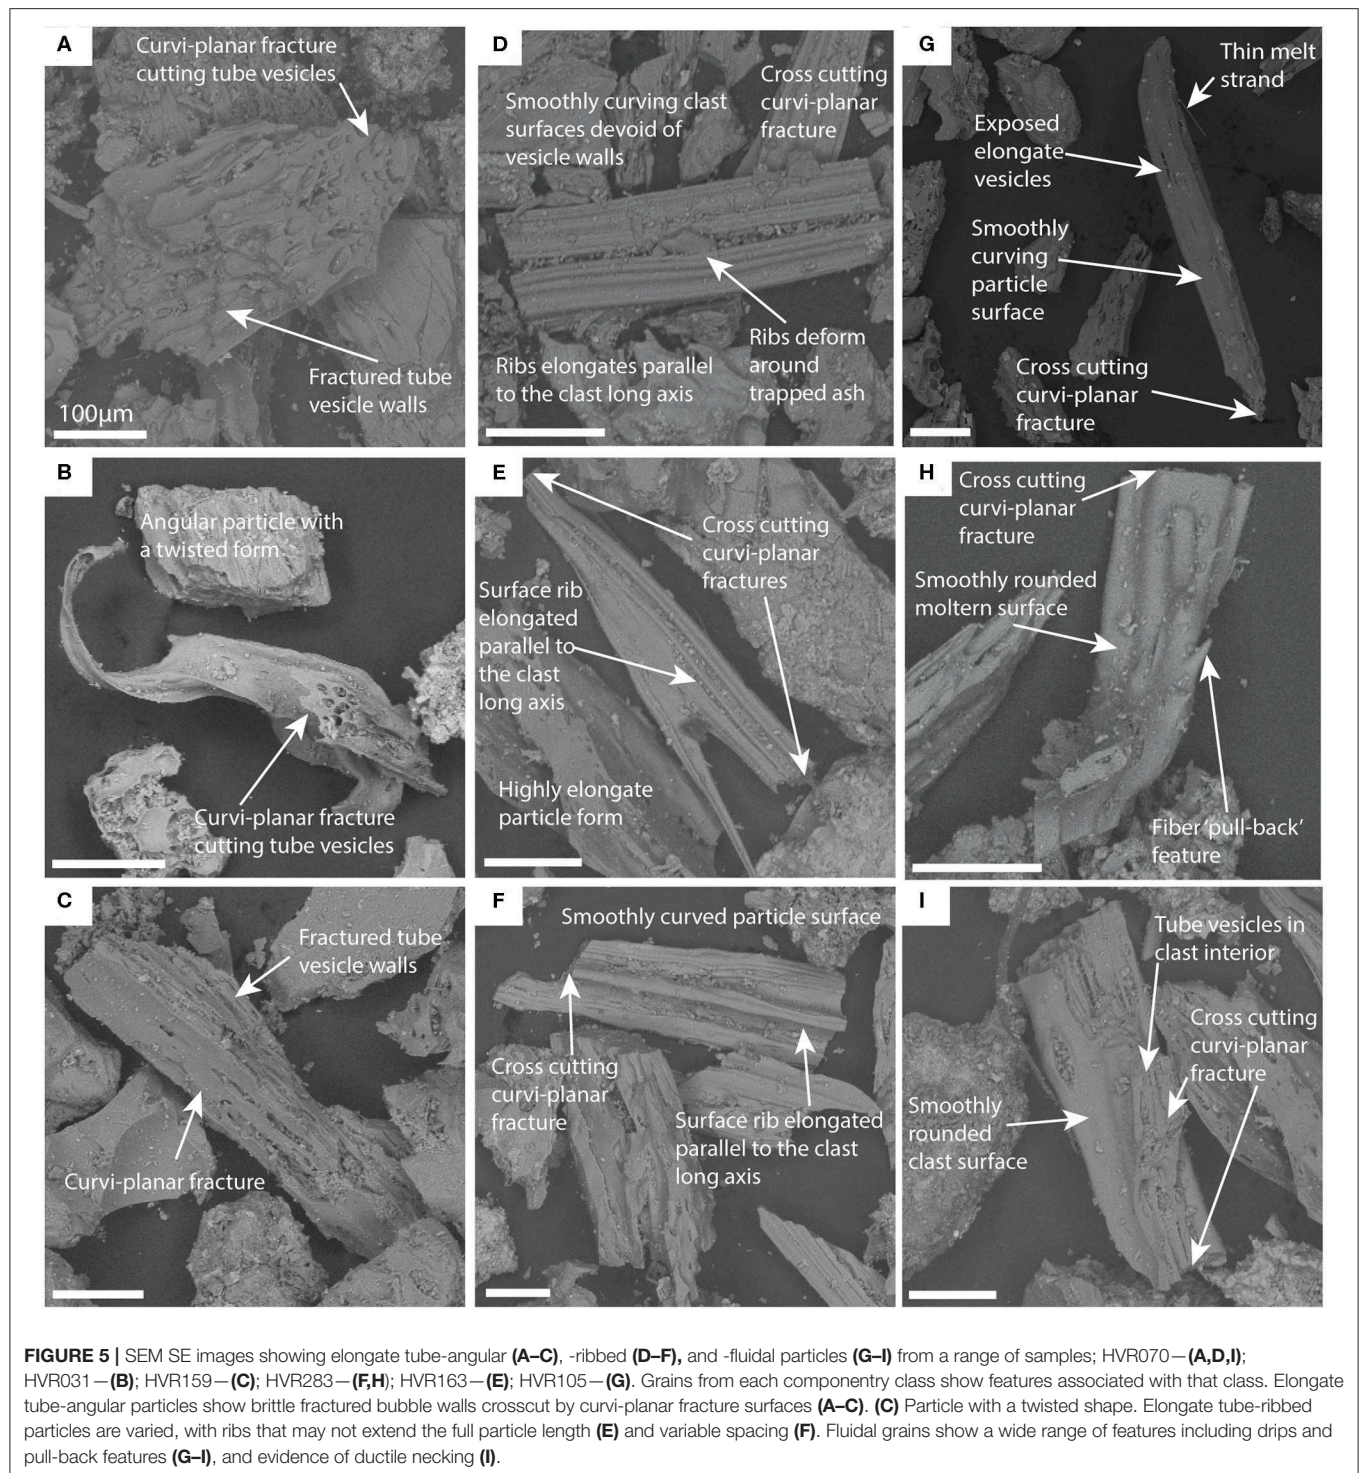 A
Curvi-planar fracture
cutting tube vesicles
Fractured tube
vesicle walls
100μm
D
Smoothly curving clast
surfaces devoid of
vesicle walls
Cross cutting
curvi-planar
fracture
Ribs elongates parallel
to the clast long axis
Ribs deform
around
trapped ash
G
Thin melt
strand
Exposed
elongate
vesicles
Smoothly
curving
particle
surface
Cross cutting
curvi-planar
fracture
B
Angular particle with
a twisted form
Curvi-planar fracture
cutting tube vesicles
E
Cross cutting
curvi-planar
fractures
Surface rib
elongated
parallel to
the clast
long axis
Highly elongate
particle form
H
Cross cutting
curvi-planar
fracture
Smoothly rounded
moltern surface
Fiber ‘pull-back’
feature
C
Fractured tube
vesicle walls
Curvi-planar fracture
F
Smoothly curved particle surface
Cross cutting
curvi-planar
fracture
Surface rib elongated
parallel to the clast
long axis
I
Tube vesicles in
clast interior
Cross cutting
curvi-planar
fracture
Smoothly
rounded
clast surface
FIGURE 5 | SEM SE images showing elongate tube-angular (A–C), -ribbed (D–F), and -fluidal particles (G–I) from a range of samples; HVR070—(A,D,I);
HVR031—(B); HVR159—(C); HVR283—(F,H); HVR163—(E); HVR105—(G). Grains from each componentry class show features associated with that class. Elongate
tube-angular particles show brittle fractured bubble walls crosscut by curvi-planar fracture surfaces (A–C). (C) Particle with a twisted shape. Elongate tube-ribbed
particles are varied, with ribs that may not extend the full particle length (E) and variable spacing (F). Fluidal grains show a wide range of features including drips and
pull-back features (G–I), and evidence of ductile necking (I).